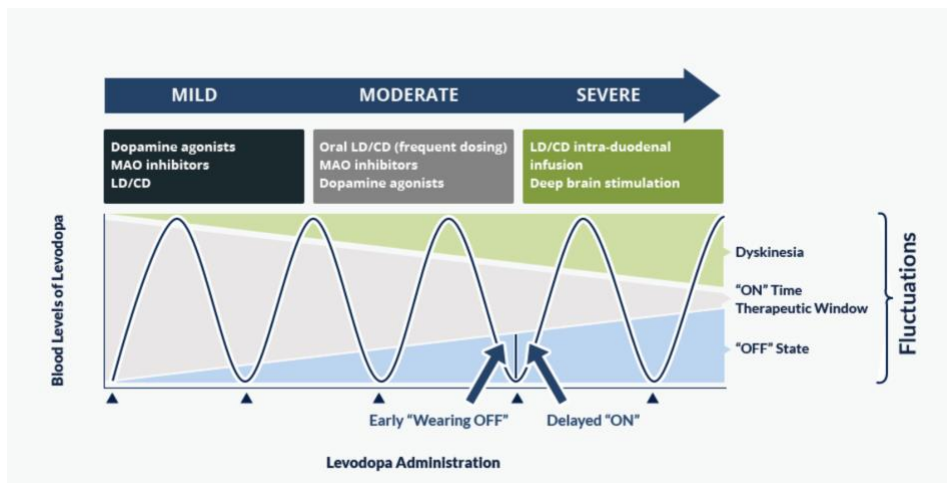 MILD
MODERATE
SEVERE
Dopamine agonists
MAO inhibitors
LD/CD
Oral LD/CD (frequent dosing)
MAO inhibitors
Dopamine agonists
LD/CD intra-duodenal
infusion
Deep brain stimulation
Blood Levels of Levodopa
Dyskinesia
“ON” Time
Therapeutic Window
“OFF” State
Fluctuations
Early “Wearing OFF”
Delayed “ON”
Levodopa Administration